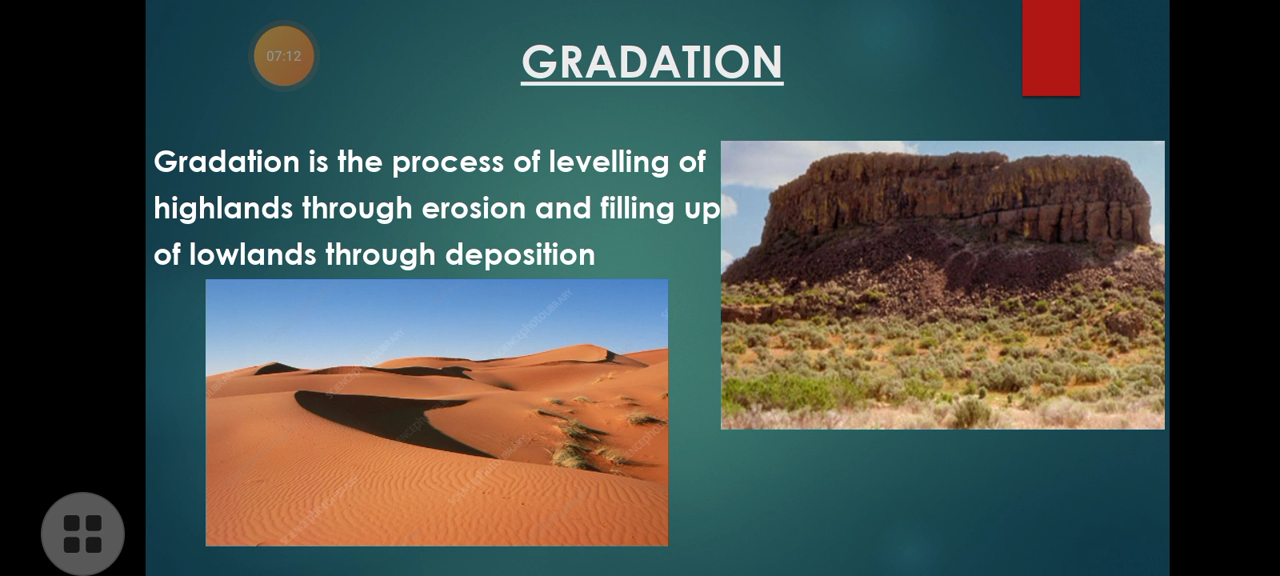 07:12
GRADATION
Gradation is the process of levelling of
highlands through erosion and filling up
of lowlands through deposition